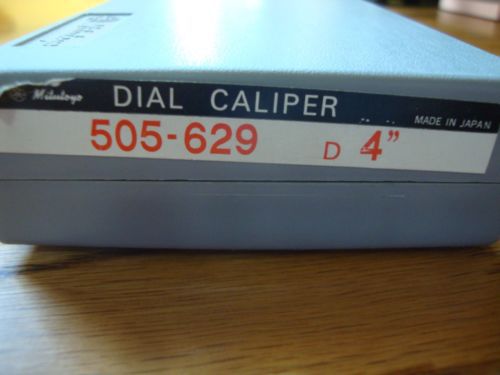 Mitutoyo DIAL CALIPER MADE IN JAPAN
505-629 D 4"